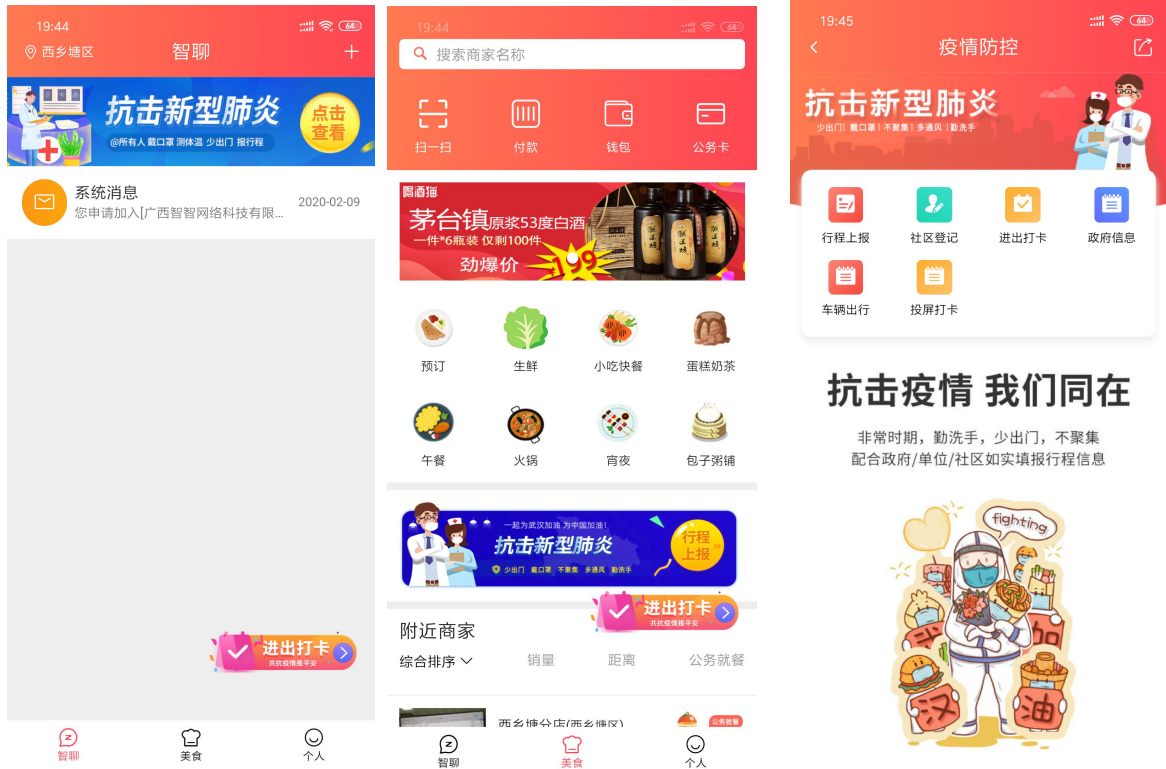 19:44
64
西乡塘区
智聊
抗击新型肺炎
@所有人 戴口罩 测体温 少出门 报行程
点击
查看
系统消息
您申请加入[广西智智网络科技有限...
2020-02-09
进出打卡
共抗疫情报平安
智聊
美食
个人
19:44
64
搜索商家名称
扫一扫
付款
钱包
公务卡
喝酒猫
茅台镇原浆53度白酒
一件*6瓶装 仅剩100件
劲爆价
199
预订
生鲜
小吃快餐
蛋糕奶茶
午餐
火锅
宵夜
包子粥铺
一起为武汉加油 为中国加油!
抗击新型肺炎
少出门 戴口罩 不聚集 多通风 勤洗手
行程
上报
进出打卡
共抗疫情报平安
附近商家
综合排序
销量
距离
公务就餐
西乡塘分店(西乡塘区)
公务就餐
智聊
美食
个人
19:45
64
疫情防控
抗击新型肺炎
少出门| 戴口罩 | 不聚集 | 多通风 | 勤洗手
行程上报
社区登记
进出打卡
政府信息
车辆出行
投屏打卡
抗击疫情 我们同在
非常时期，勤洗手，少出门，不聚集
配合政府/单位/社区如实填报行程信息
fighting
武
加
汉
油